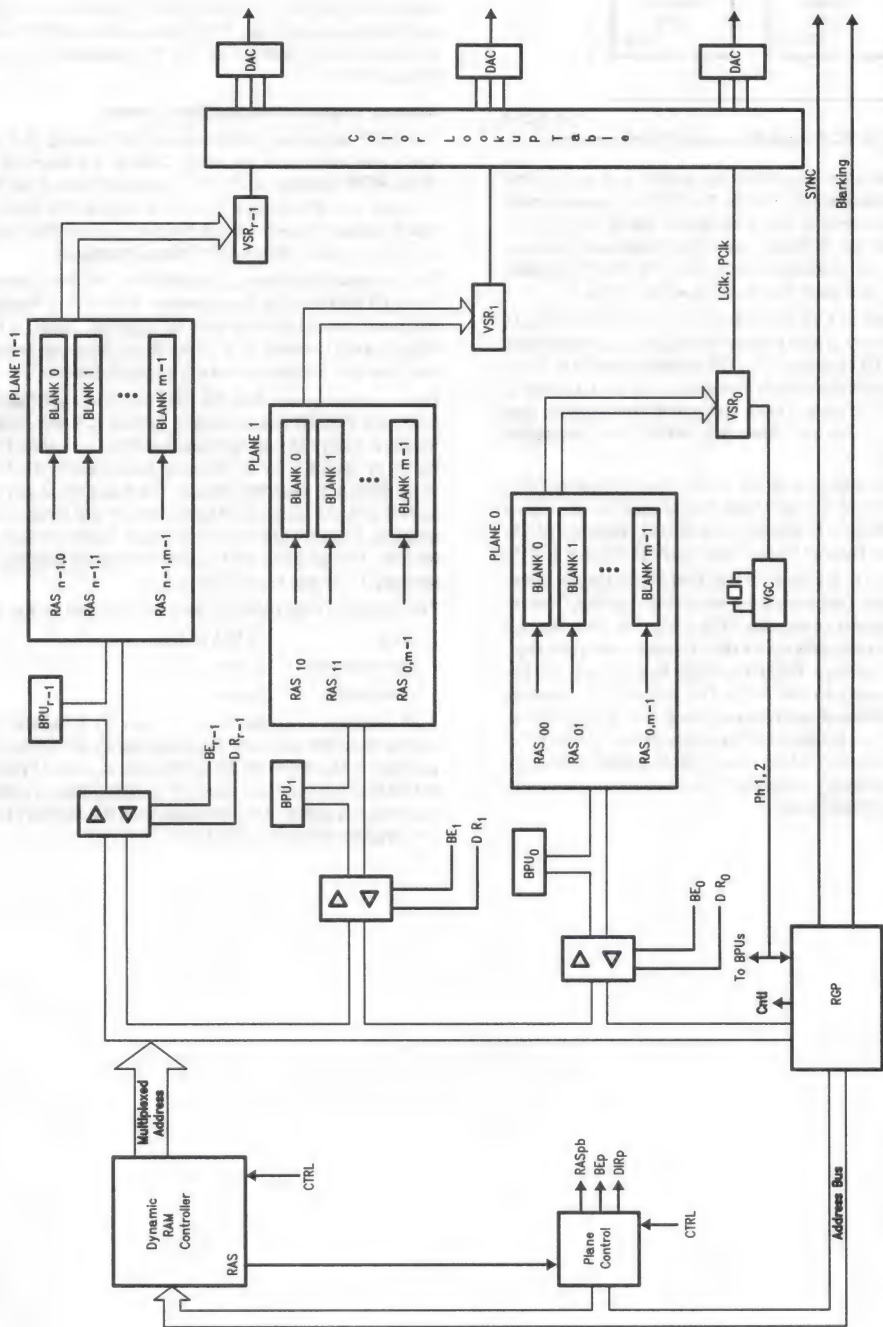 DAC
DAC
DAC
Color Lookup Table
SYNC
Blanking
VSRr-1
VSR1
VSR0
LClk, PClk
PLANE n-1
BLANK 0
BLANK 1
BLANK m-1
RAS n-1,0
RAS n-1,1
RAS n-1,m-1
PLANE 1
BLANK 0
BLANK 1
BLANK m-1
RAS 10
RAS 11
RAS 0,m-1
PLANE 0
BLANK 0
BLANK 1
BLANK m-1
RAS 00
RAS 01
RAS 0,m-1
VGC
BPUr-1
BEr-1
D Rr-1
BPU1
BE1
D R1
BPU0
BE0
D R0
Ph1,2
To BPUs
Cntl
RGP
Multiplexed
Address
Dynamic
RAM
Controller
RAS
CTRL
RASpb
BEp
DIRp
Plane
Control
CTRL
Address Bus